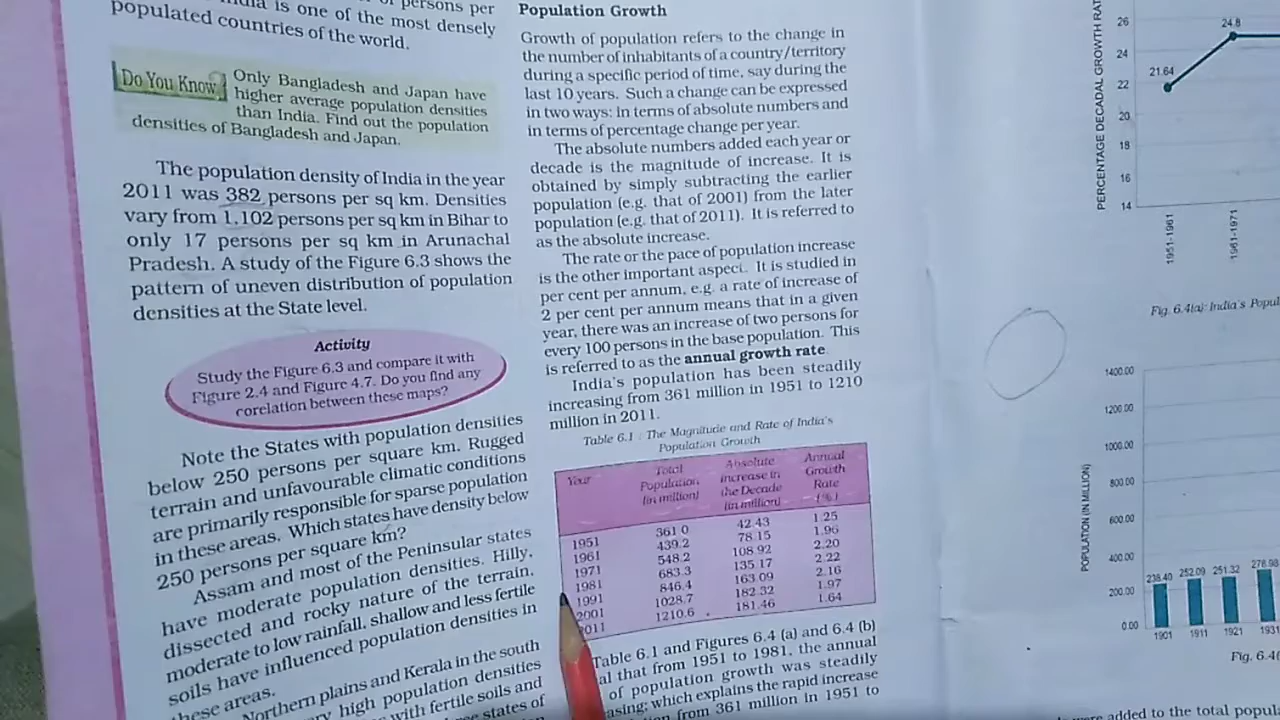 persons per
is one of the most densely
populated countries of the world.
Do You Know
Only Bangladesh and Japan have
higher average population densities
than India. Find out the population
densities of Bangladesh and Japan.
The population density of India in the year
2011 was 382 persons per sq km. Densities
vary from 1,102 persons per sq km in Bihar to
only 17 persons per sq km in Arunachal
Pradesh. A study of the Figure 6.3 shows the
pattern of uneven distribution of population
densities at the State level.
Activity
Study the Figure 6.3 and compare it with
Figure 2.4 and Figure 4.7. Do you find any
corelation between these maps?
Note the States with population densities
below 250 persons per square km. Rugged
terrain and unfavourable climatic conditions
are primarily responsible for sparse population
in these areas. Which states have density below
250 persons per square km?
Assam and most of the Peninsular states
have moderate population densities. Hilly,
dissected and rocky nature of the terrain,
moderate to low rainfall, shallow and less fertile
soils have influenced population densities in
these areas.
Northern plains and Kerala in the south
high population densities
with fertile soils and
states of
Population Growth
Growth of population refers to the change in
the number of inhabitants of a country/territory
during a specific period of time, say during the
last 10 years. Such a change can be expressed
in two ways: in terms of absolute numbers and
in terms of percentage change per year.
The absolute numbers added each year or
decade is the magnitude of increase. It is
obtained by simply subtracting the earlier
population (e.g. that of 2001) from the later
population (e.g. that of 2011). It is referred to
as the absolute increase.
The rate or the pace of population increase
is the other important aspect. It is studied in
per cent per annum, e.g. a rate of increase of
2 per cent per annum means that in a given
year, there was an increase of two persons for
every 100 persons in the base population. This
is referred to as the annual growth rate.
India's population has been steadily
increasing from 361 million in 1951 to 1210
million in 2011.
Table 6.1 : The Magnitude and Rate of India's
Population Growth
Year Total Population (in million) Absolute increase in the Decade (in million) Annual Growth Rate (%)
1951 361.0 42.43 1.25
1961 439.2 78.15 1.96
1971 548.2 108.92 2.20
1981 683.3 135.17 2.22
1991 846.4 163.09 2.16
2001 1028.7 182.32 1.97
2011 1210.6 181.46 1.64
Table 6.1 and Figures 6.4 (a) and 6.4 (b)
that from 1951 to 1981, the annual
of population growth was steadily
which explains the rapid increase
from 361 million in 1951 to
PERCENTAGE DECADAL GROWTH
26
24
22
20
18
16
14
21.64
24.8
1951-1961
1961-1971
Fig. 6.4(a): India's
POPULATION (IN MILLION)
1400.00
1200.00
1000.00
800.00
600.00
400.00
200.00
0.00
238.40 252.09 251.32 278.98
1901 1911 1921 1931
Fig.
were added to the total